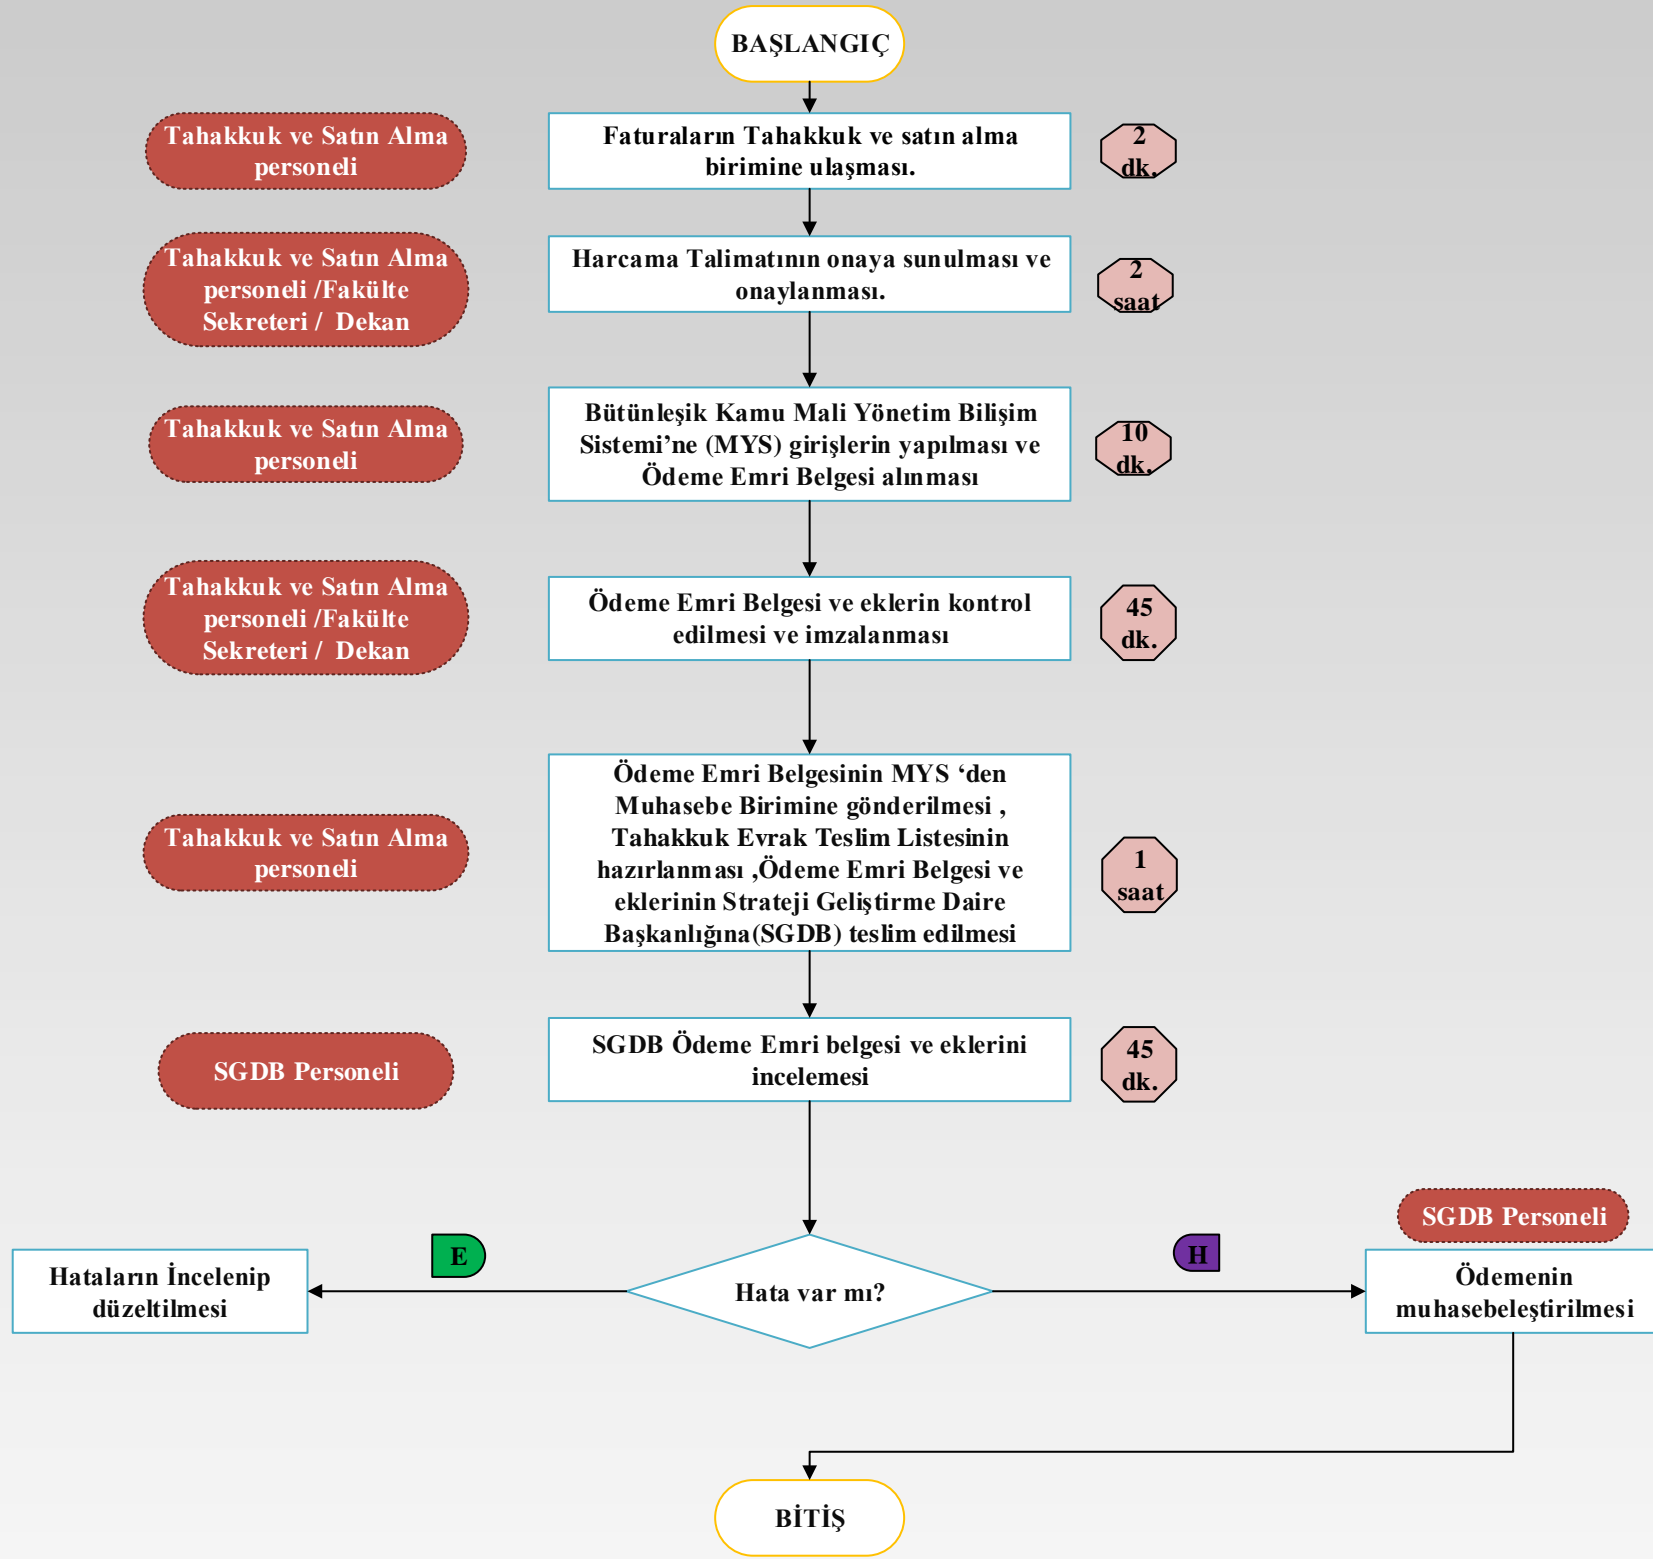 BAŞLANGIÇ
Tahakkuk ve Satın Alma
personeli
Faturaların Tahakkuk ve satın alma
birimine ulaşması.
2
dk.
Tahakkuk ve Satın Alma
personeli /Fakülte
Sekreteri / Dekan
Harcama Talimatının onaya sunulması ve
onaylanması.
2
saat
Tahakkuk ve Satın Alma
personeli
Bütünleşik Kamu Mali Yönetim Bilişim
Sistemi’ne (MYS) girişlerin yapılması ve
Ödeme Emri Belgesi alınması
10
dk.
Tahakkuk ve Satın Alma
personeli /Fakülte
Sekreteri / Dekan
Ödeme Emri Belgesi ve eklerin kontrol
edilmesi ve imzalanması
45
dk.
Tahakkuk ve Satın Alma
personeli
Ödeme Emri Belgesinin MYS ‘den
Muhasebe Birimine gönderilmesi ,
Tahakkuk Evrak Teslim Listesinin
hazırlanması ,Ödeme Emri Belgesi ve
eklerinin Strateji Geliştirme Daire
Başkanlığına(SGDB) teslim edilmesi
1
saat
SGDB Personeli
SGDB Ödeme Emri belgesi ve eklerini
incelemesi
45
dk.
SGDB Personeli
E
H
Hataların İncelenip
düzeltilmesi
Hata var mı?
Ödemenin
muhasebeleştirilmesi
BİTİŞ